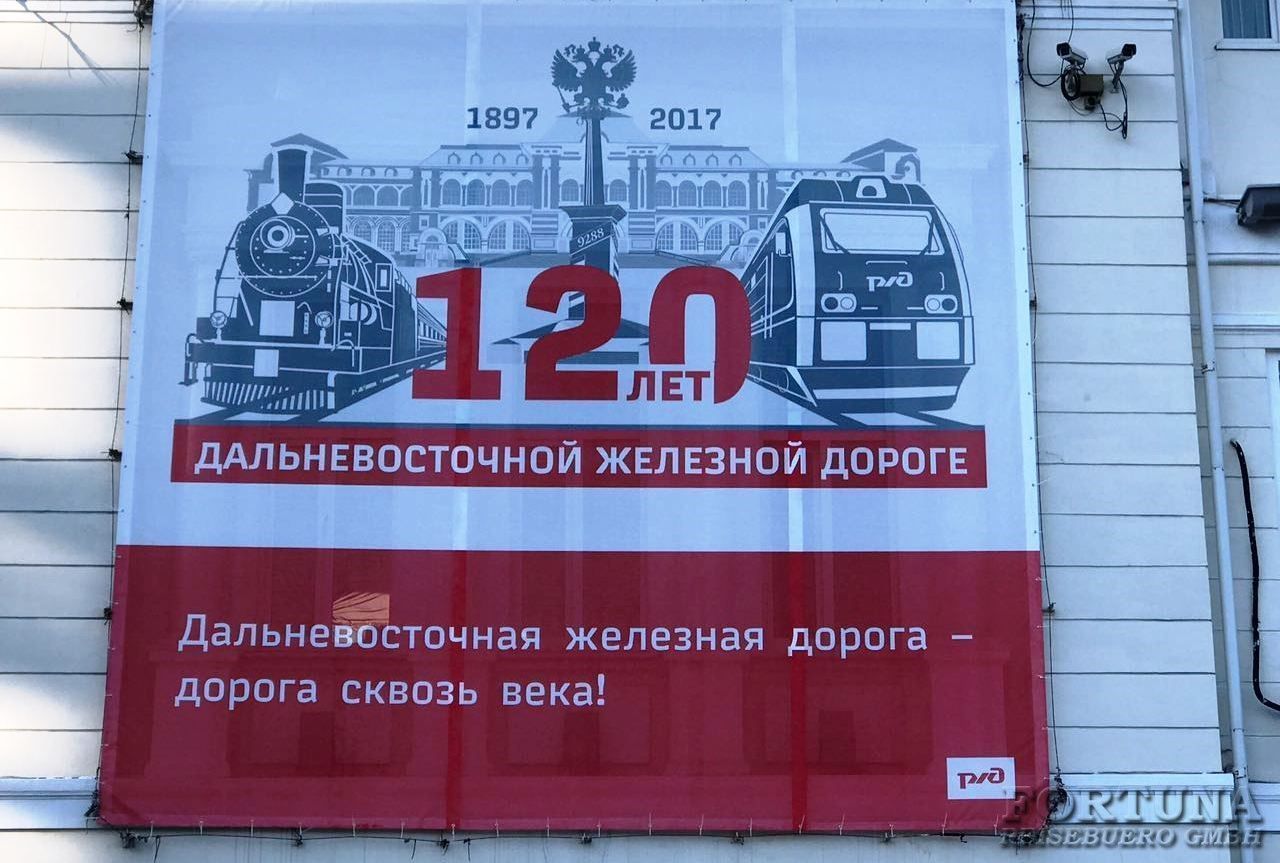 1897 2017
9288
ржд
120
ЛЕТ
ДАЛЬНЕВОСТОЧНОЙ ЖЕЛЕЗНОЙ ДОРОГЕ
Дальневосточная железная дорога –
дорога сквозь века!
ржд
FORTUNA
REISEBUERO GMBH